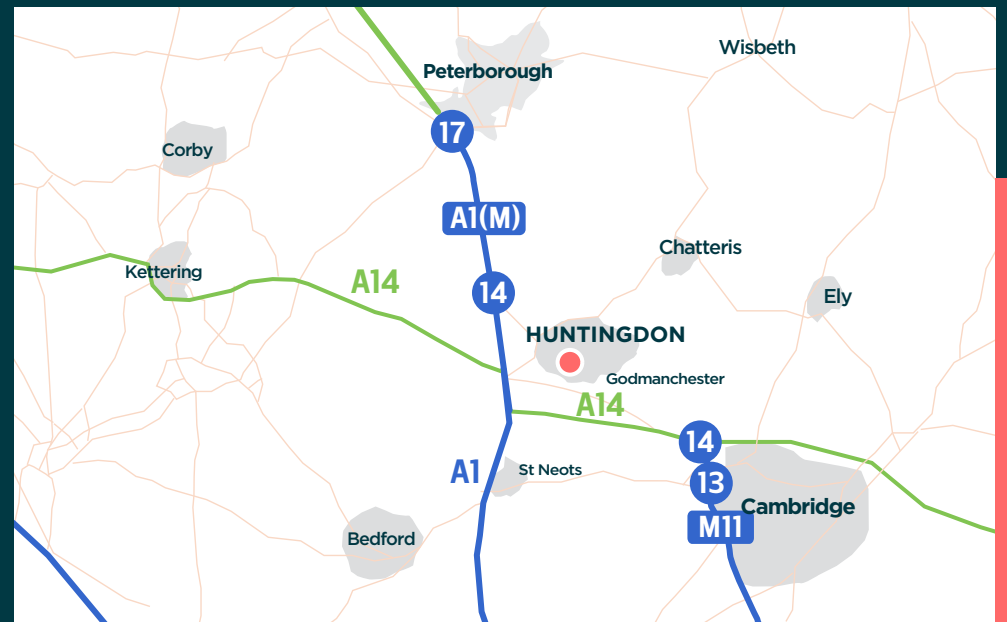 Wisbeth
Peterborough
17
Corby
A1(M)
Chatteris
Kettering
A14
14
Ely
HUNTINGDON
Godmanchester
A14
14
A1
St Neots
13
Cambridge
M11
Bedford